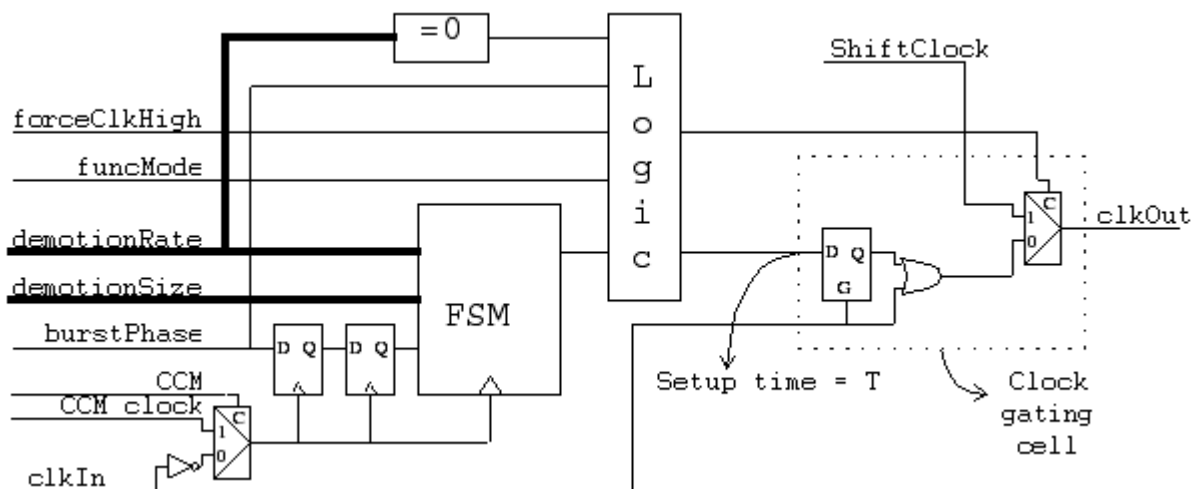 =0
ShiftClock
Logic
forceClkHigh
funcMode
C
1
0
clkOut
demotionRate
D Q
G
demotionSize
FSM
burstPhase
D Q
D Q
Setup time = T
Clock
gating
cell
CCM
CCM clock
C
1
0
clkIn